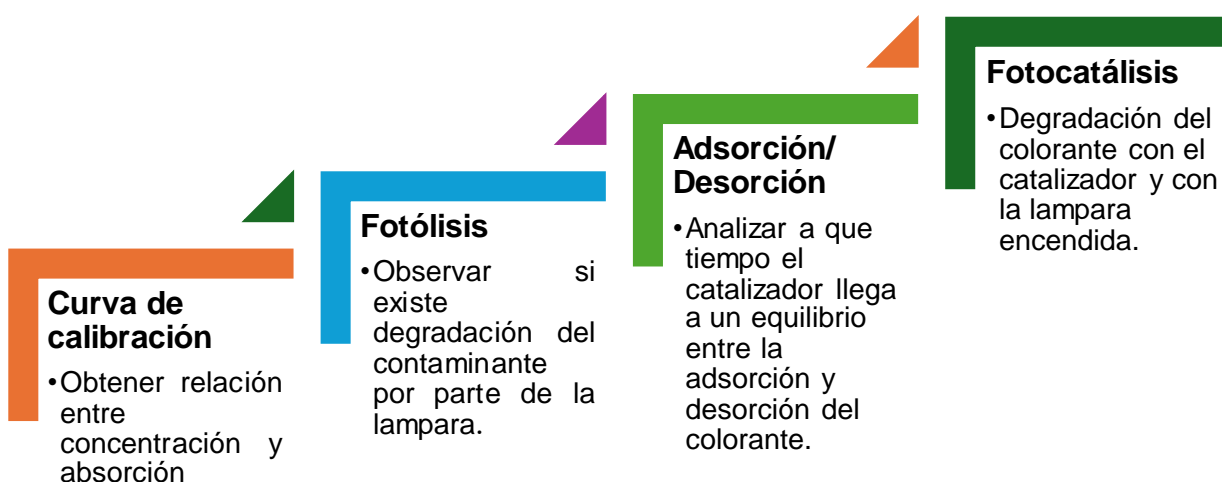 Curva de
calibración
•Obtener relación
entre
concentración y
absorción
Fotólisis
•Observar si
existe
degradación del
contaminante
por parte de la
lampara.
Adsorción/
Desorción
•Analizar a que
tiempo el
catalizador llega
a un equilibrio
entre la
adsorción y
desorción del
colorante.
Fotocatálisis
•Degradación del
colorante con el
catalizador y con
la lampara
encendida.